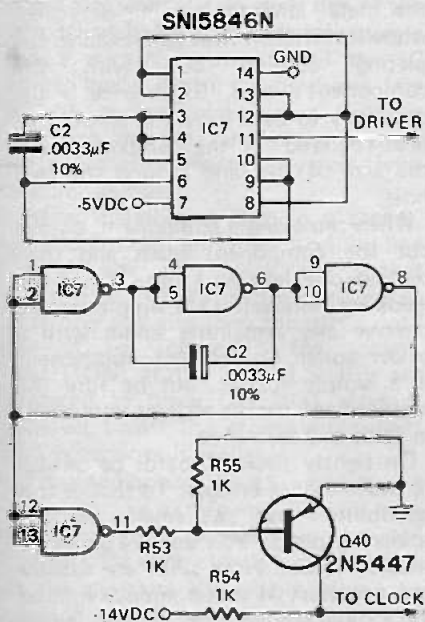 SN15846N
1
2
3
4
5
6
7
14
13
12
11
10
9
8
IC7
GND
TO
DRIVER
C2
.0033µF
10%
-5VDC
1
2
IC7
3
4
5
IC7
6
9
10
IC7
8
C2
.0033µF
10%
12
13
IC7
11
R53
1K
R55
1K
R54
1K
Q40
2N5447
-14VDC
TO CLOCK